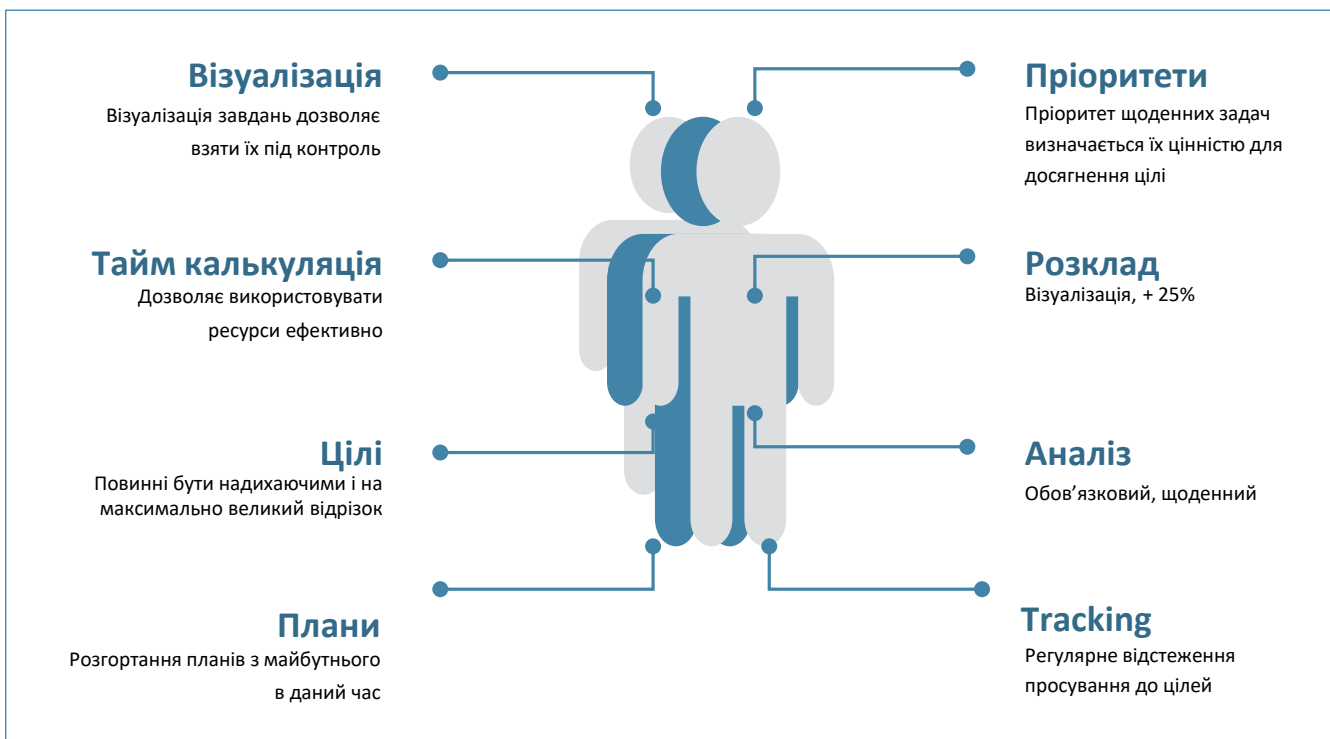 Візуалізація
Візуалізація завдань дозволяє
взяти їх під контроль
Тайм калькуляція
Дозволяє використовувати
ресурси ефективно
Цілі
Повинні бути надихаючими і на
максимально великий відрізок
Плани
Розгортання планів з майбутнього
в даний час
Пріоритети
Пріоритет щоденних задач
визначається їх цінністю для
досягнення цілі
Розклад
Візуалізація, + 25%
Аналіз
Обов’язковий, щоденний
Tracking
Регулярне відстеження
просування до цілей